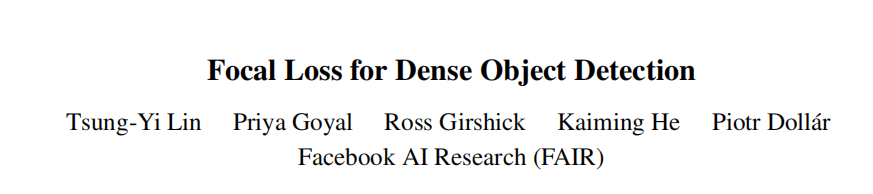 Focal Loss for Dense Object Detection
Tsung-Yi Lin Priya Goyal Ross Girshick Kaiming He Piotr Dollár
Facebook AI Research (FAIR)